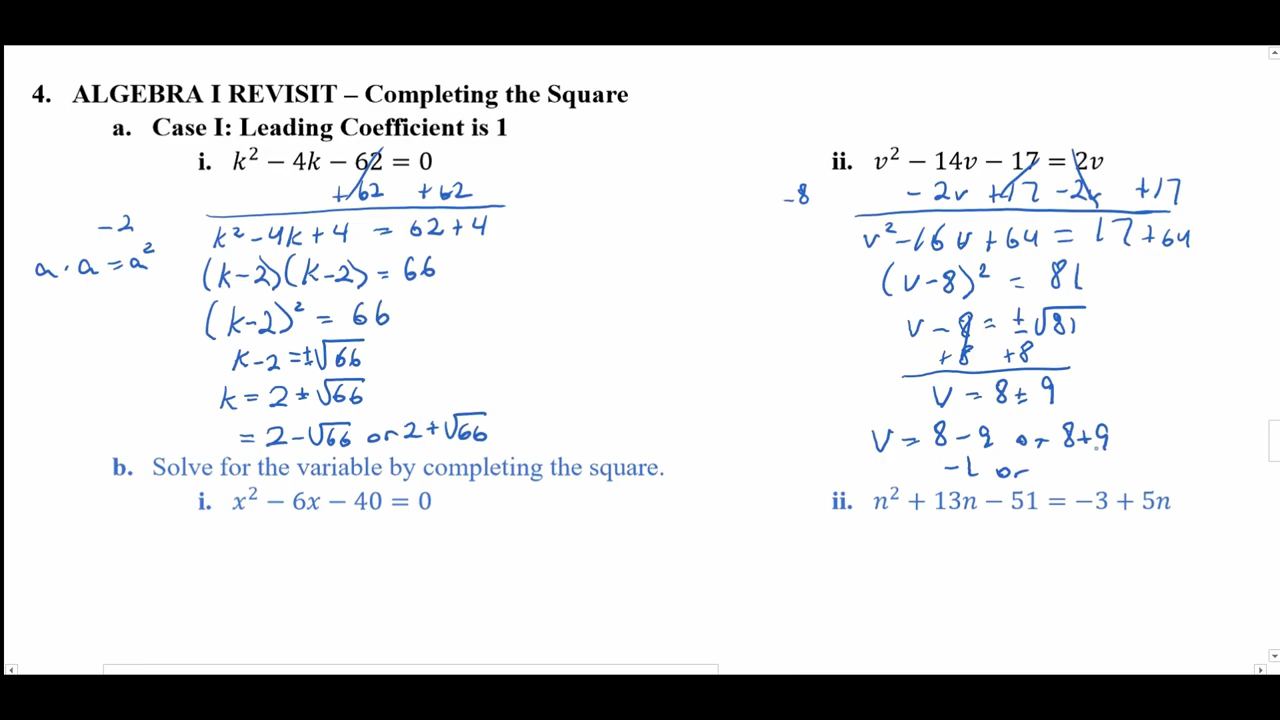 4. ALGEBRA I REVISIT – Completing the Square
a. Case I: Leading Coefficient is 1
i. k² − 4k − 62 = 0
+62 +62
k² − 4k + 4 = 62 + 4
−2
a · a = a²
(k−2)(k−2) = 66
(k−2)² = 66
k−2 = ±√66
k = 2 ± √66
= 2 − √66 or 2 + √66
ii. v² − 14v − 17 = 2v
−2v +17 −2v +17
−8
v² − 16v + 64 = 17 + 64
(v−8)² = 81
v − 8 = ±√81
+8 +8
v = 8 ± 9
v = 8 − 9 or 8 + 9
−1 or
b. Solve for the variable by completing the square.
i. x² − 6x − 40 = 0
ii. n² + 13n − 51 = −3 + 5n